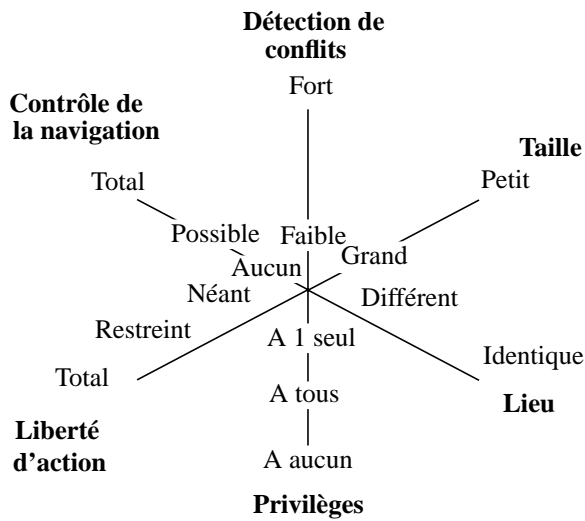 Détection de
conflits
Fort
Contrôle de
la navigation
Taille
Total
Petit
Possible
Faible
Grand
Aucun
Néant
Différent
Restreint
A 1 seul
Identique
Total
A tous
Lieu
Liberté
d'action
A aucun
Privilèges